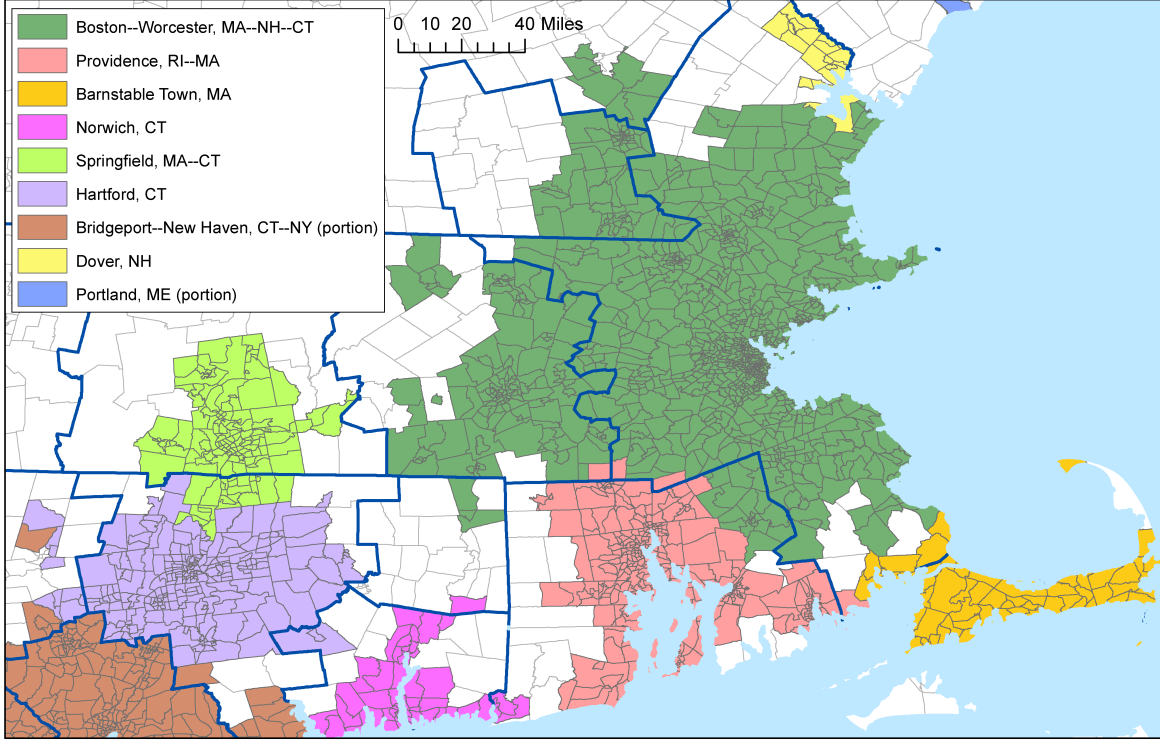 Boston--Worcester, MA--NH--CT
Providence, RI--MA
Barnstable Town, MA
Norwich, CT
Springfield, MA--CT
Hartford, CT
Bridgeport--New Haven, CT--NY (portion)
Dover, NH
Portland, ME (portion)
0 10 20 40 Miles